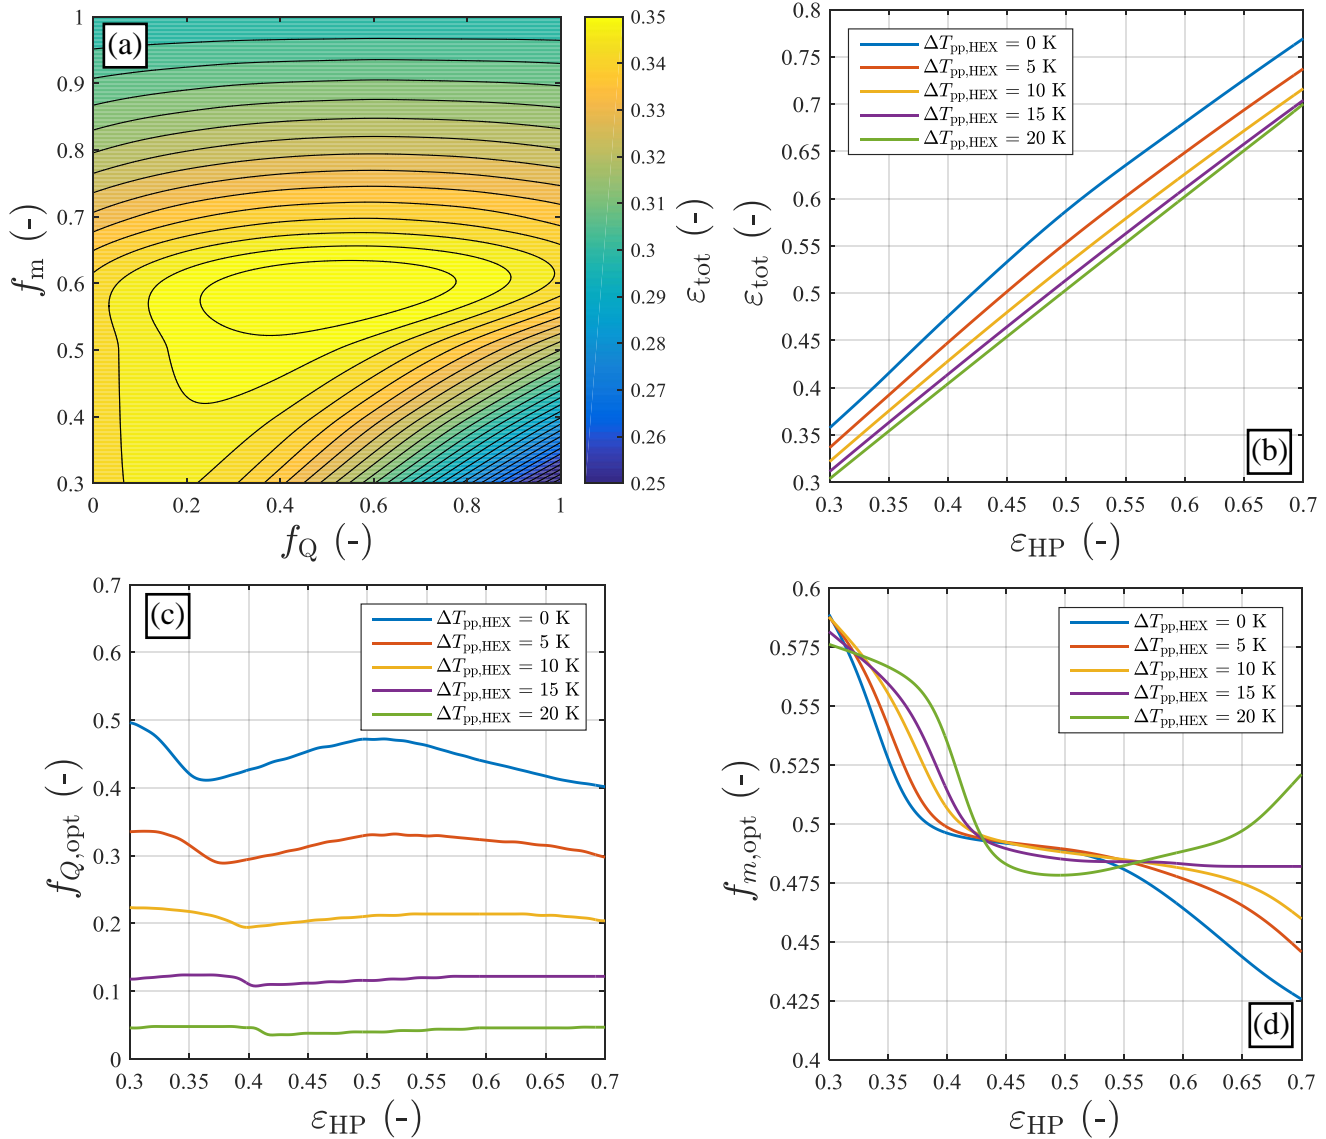 (a)
1
0.9
0.8
0.7
0.6
0.5
0.4
0.3
0 0.2 0.4 0.6 0.8 1
f_m (-)
f_Q (-)
0.35
0.34
0.33
0.32
0.31
0.3
0.29
0.28
0.27
0.26
0.25
ε_tot (-)
0.8
0.75
0.7
0.65
0.6
0.55
0.5
0.45
0.4
0.35
0.3
0.3 0.35 0.4 0.45 0.5 0.55 0.6 0.65 0.7
ε_tot (-)
ε_HP (-)
ΔT_pp,HEX = 0 K
ΔT_pp,HEX = 5 K
ΔT_pp,HEX = 10 K
ΔT_pp,HEX = 15 K
ΔT_pp,HEX = 20 K
(b)
(c)
0.7
0.6
0.5
0.4
0.3
0.2
0.1
0
0.3 0.35 0.4 0.45 0.5 0.55 0.6 0.65 0.7
f_Q,opt (-)
ε_HP (-)
ΔT_pp,HEX = 0 K
ΔT_pp,HEX = 5 K
ΔT_pp,HEX = 10 K
ΔT_pp,HEX = 15 K
ΔT_pp,HEX = 20 K
0.6
0.575
0.55
0.525
0.5
0.475
0.45
0.425
0.4
0.3 0.35 0.4 0.45 0.5 0.55 0.6 0.65 0.7
f_m,opt (-)
ε_HP (-)
ΔT_pp,HEX = 0 K
ΔT_pp,HEX = 5 K
ΔT_pp,HEX = 10 K
ΔT_pp,HEX = 15 K
ΔT_pp,HEX = 20 K
(d)